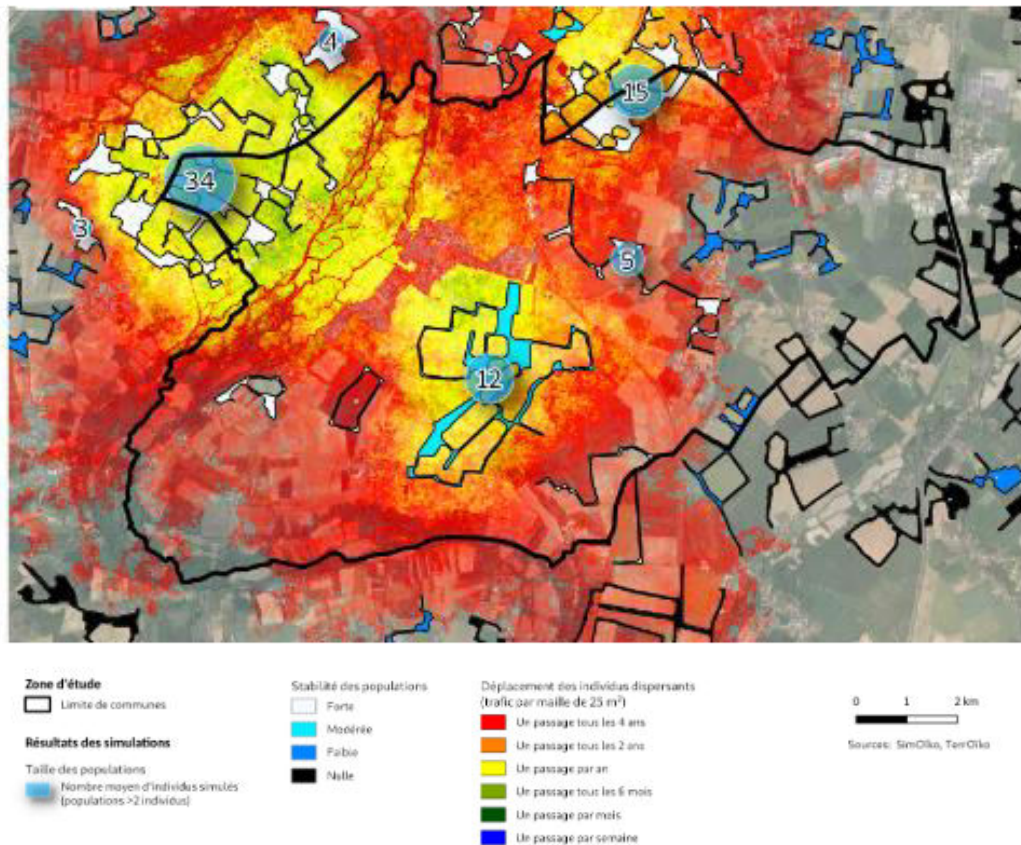 4
15
34
3
5
12
Zone d'étude
Limite de communes
Résultats des simulations
Taille des populations
Nombre moyen d'individus simulés
(populations >2 individus)
Stabilité des populations
Forte
Modérée
Faible
Nulle
Déplacement des individus dispersants
(trafic par maille de 25 m²)
Un passage tous les 4 ans
Un passage tous les 2 ans
Un passage par an
Un passage tous les 6 mois
Un passage par mois
Un passage par semaine
0 1 2 km
Sources: SimOïko, TerrOïko